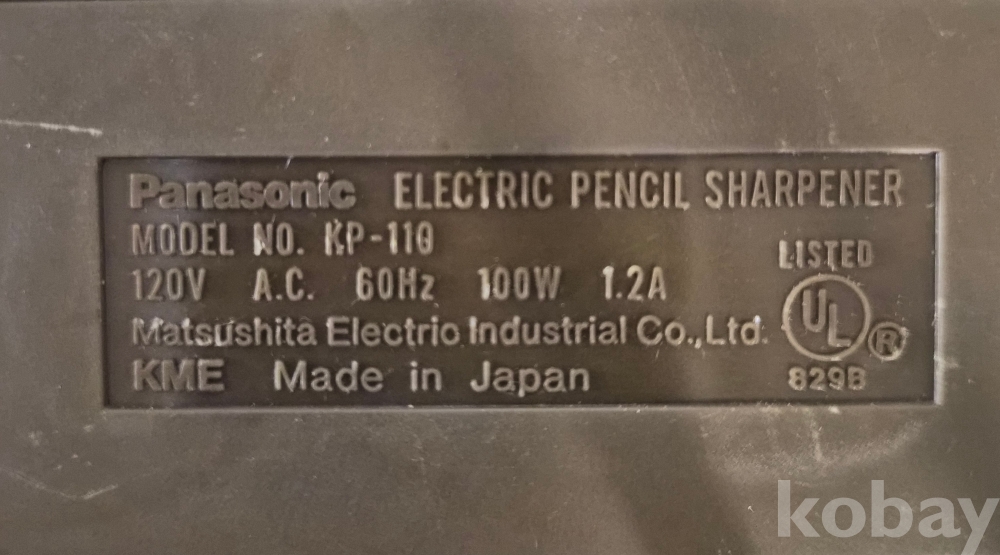 Panasonic ELECTRIC PENCIL SHARPENER
MODEL NO. KP-110
120V A.C. 60Hz 100W 1.2A
Matsushita Electric Industrial Co.,Ltd.
KME Made in Japan
LISTED
UL ®
829B
kobay